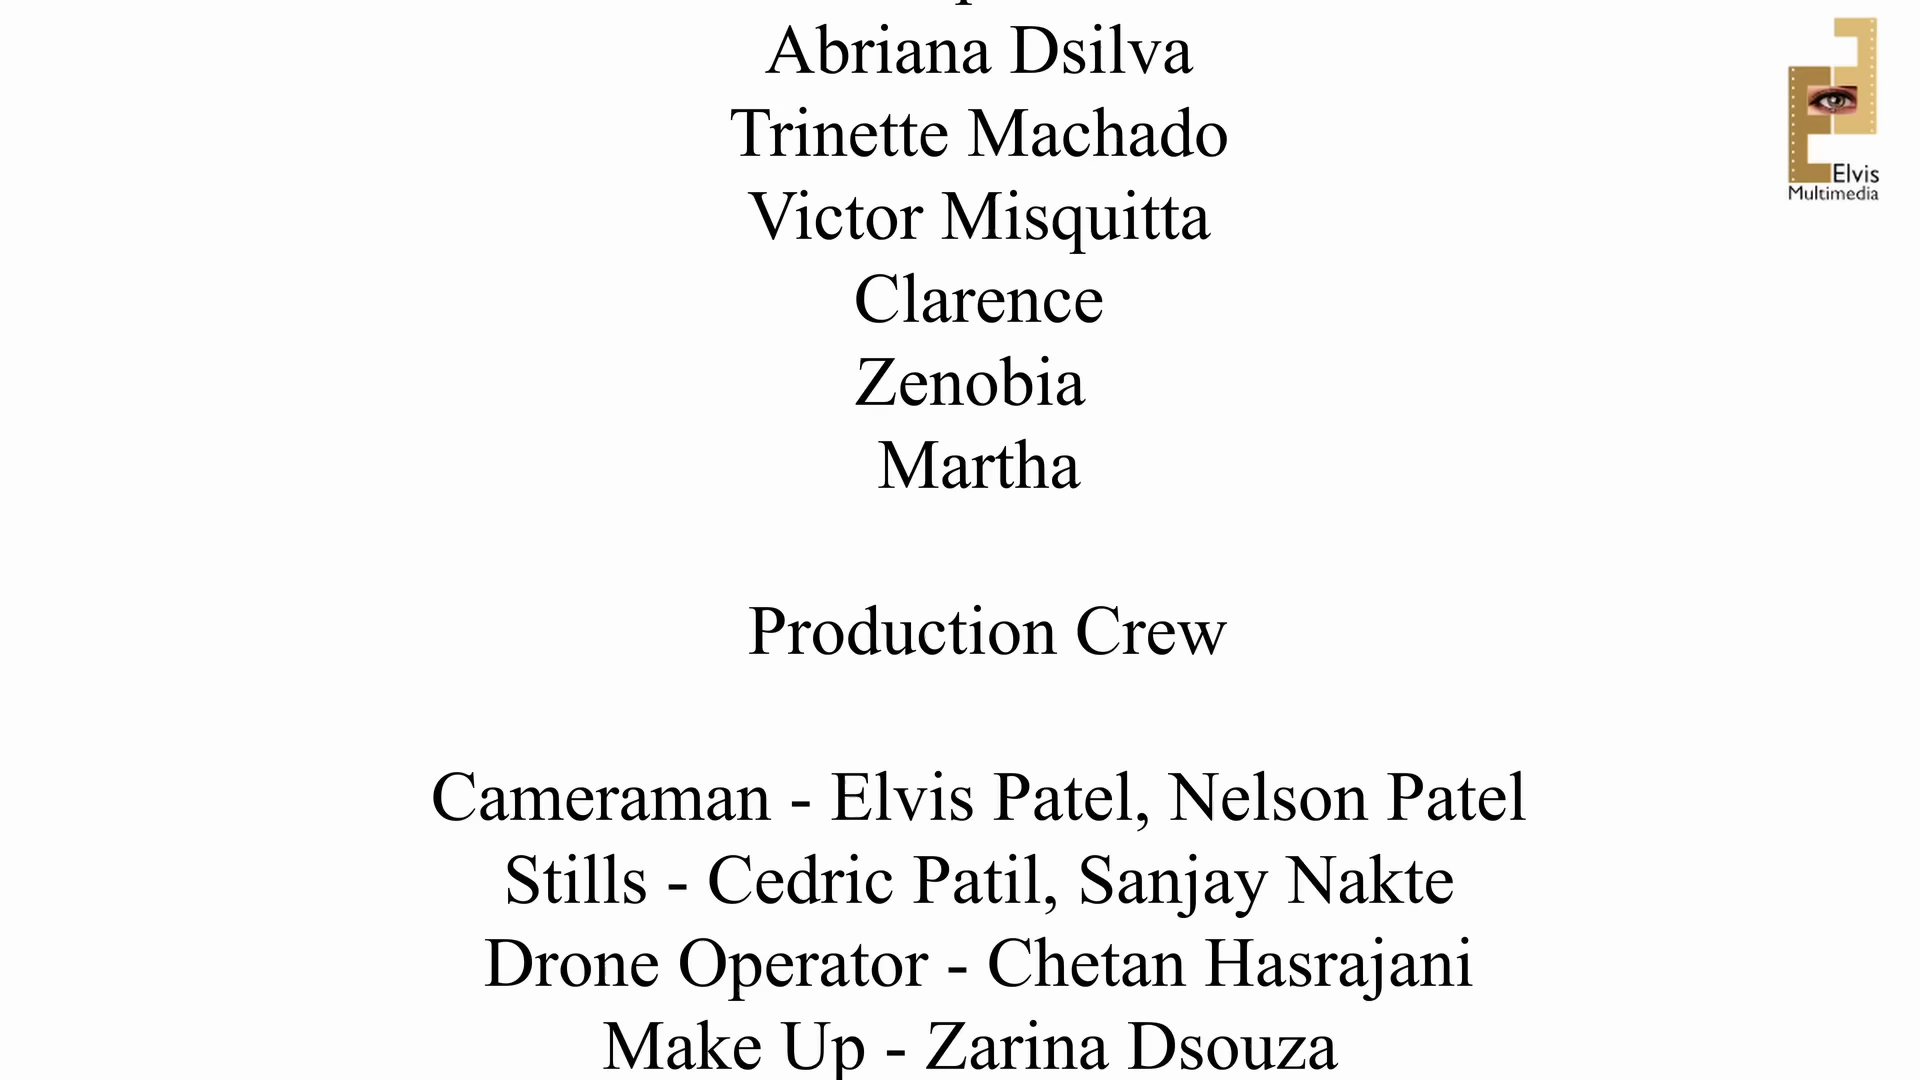 Abriana Dsilva
Trinette Machado
Victor Misquitta
Clarence
Zenobia
Martha
Production Crew
Cameraman - Elvis Patel, Nelson Patel
Stills - Cedric Patil, Sanjay Nakte
Drone Operator - Chetan Hasrajani
Make Up - Zarina Dsouza
Elvis
Multimedia